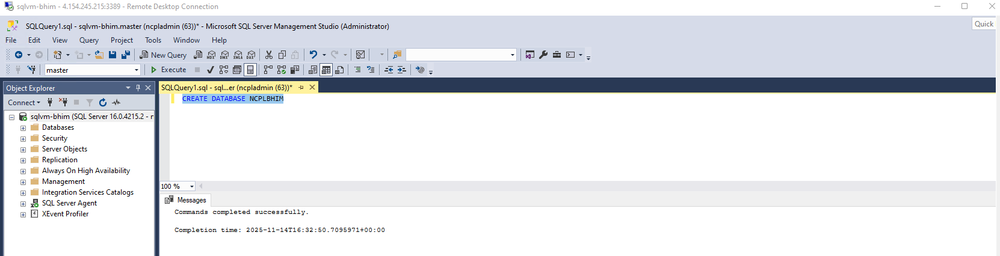 sqlvm-bhim - 4.154.245.215:3389 - Remote Desktop Connection
SQLQuery1.sql - sqlvm-bhim.master (ncpladmin (63))* - Microsoft SQL Server Management Studio (Administrator)
Quick
File Edit View Query Project Tools Window Help
New Query MDX DMX XMLA DAX
master Execute
Object Explorer
SQLQuery1.sql - sql...er (ncpladmin (63))*
CREATE DATABASE NCPLBHIM
Connect
sqlvm-bhim (SQL Server 16.0.4215.2 - n
Databases
Security
Server Objects
Replication
Always On High Availability
Management
Integration Services Catalogs
SQL Server Agent
XEvent Profiler
100 %
Messages
Commands completed successfully.
Completion time: 2025-11-14T16:32:50.7095971+00:00